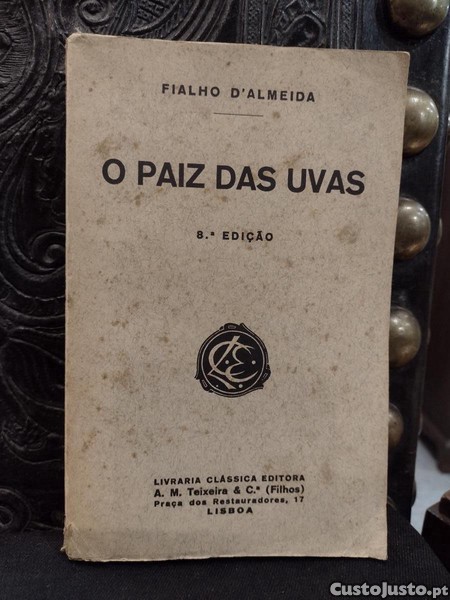 FIALHO D'ALMEIDA
O PAIZ DAS UVAS
8.ª EDIÇÃO
LCE
LIVRARIA CLÁSSICA EDITORA
A. M. Teixeira & C.ª (Filhos)
Praça dos Restauradores, 17
LISBOA
CustoJusto.pt